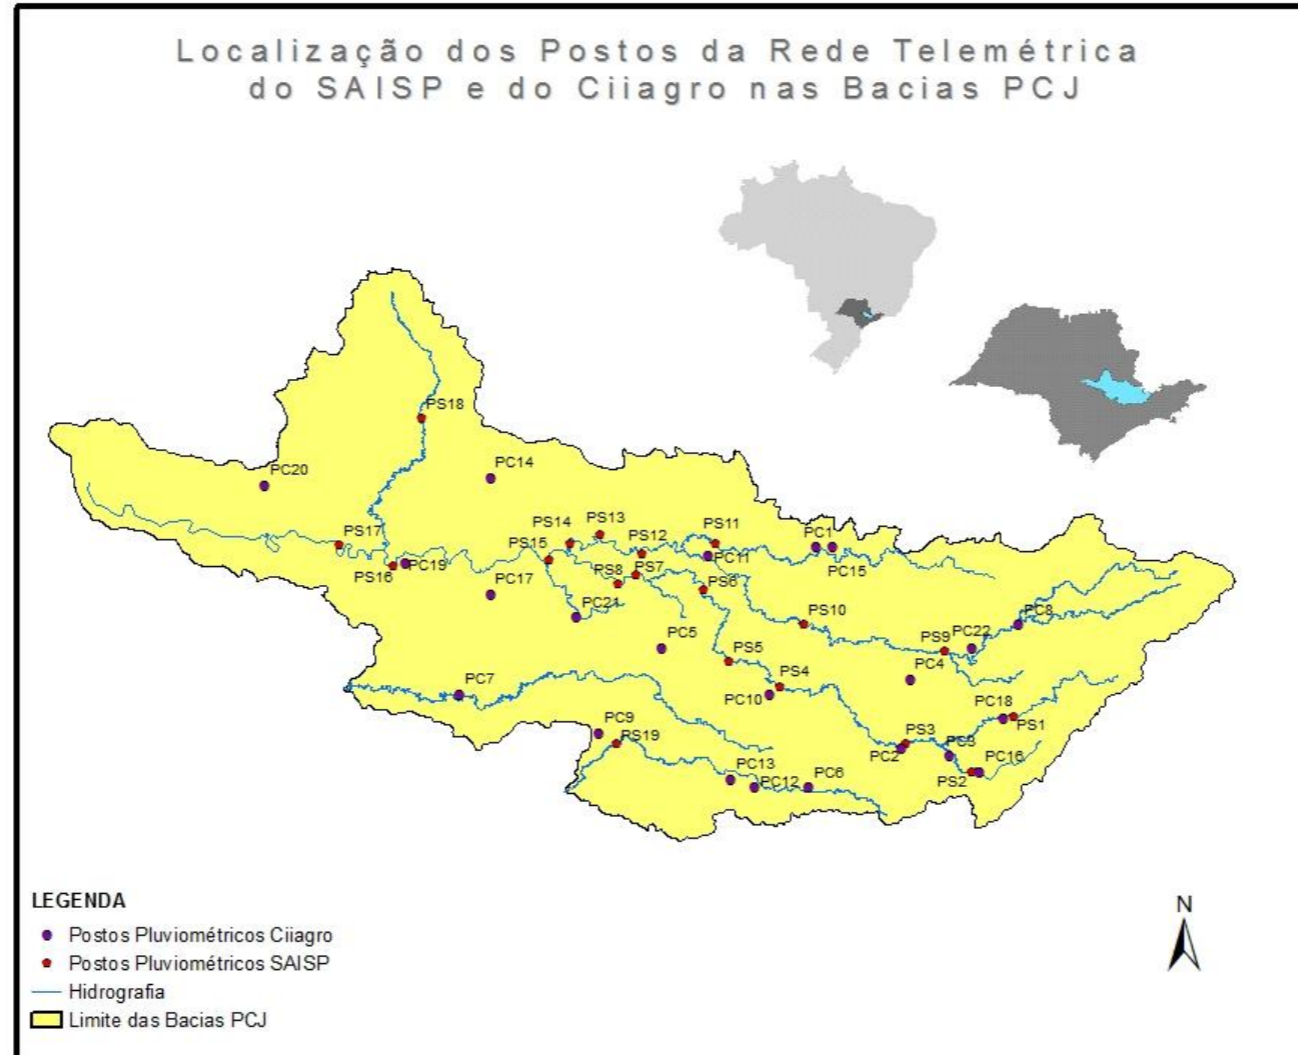 Localização dos Postos da Rede Telemétrica
do SAISP e do Ciiagro nas Bacias PCJ
PS18
PC20
PC14
PS17
PS14
PS13
PS12
PS11
PC1
PS15
PC11
PC15
PS16
PC19
PS8
PS7
PS6
PC17
PC21
PS10
PC8
PC5
PS5
PS9
PC22
PS4
PC4
PC7
PC10
PC18
PS1
PC9
PS19
PS3
PC2
PC3
PC16
PS2
PC13
PC12
PC6
LEGENDA
Postos Pluviométricos Ciiagro
Postos Pluviométricos SAISP
Hidrografia
Limite das Bacias PCJ
N